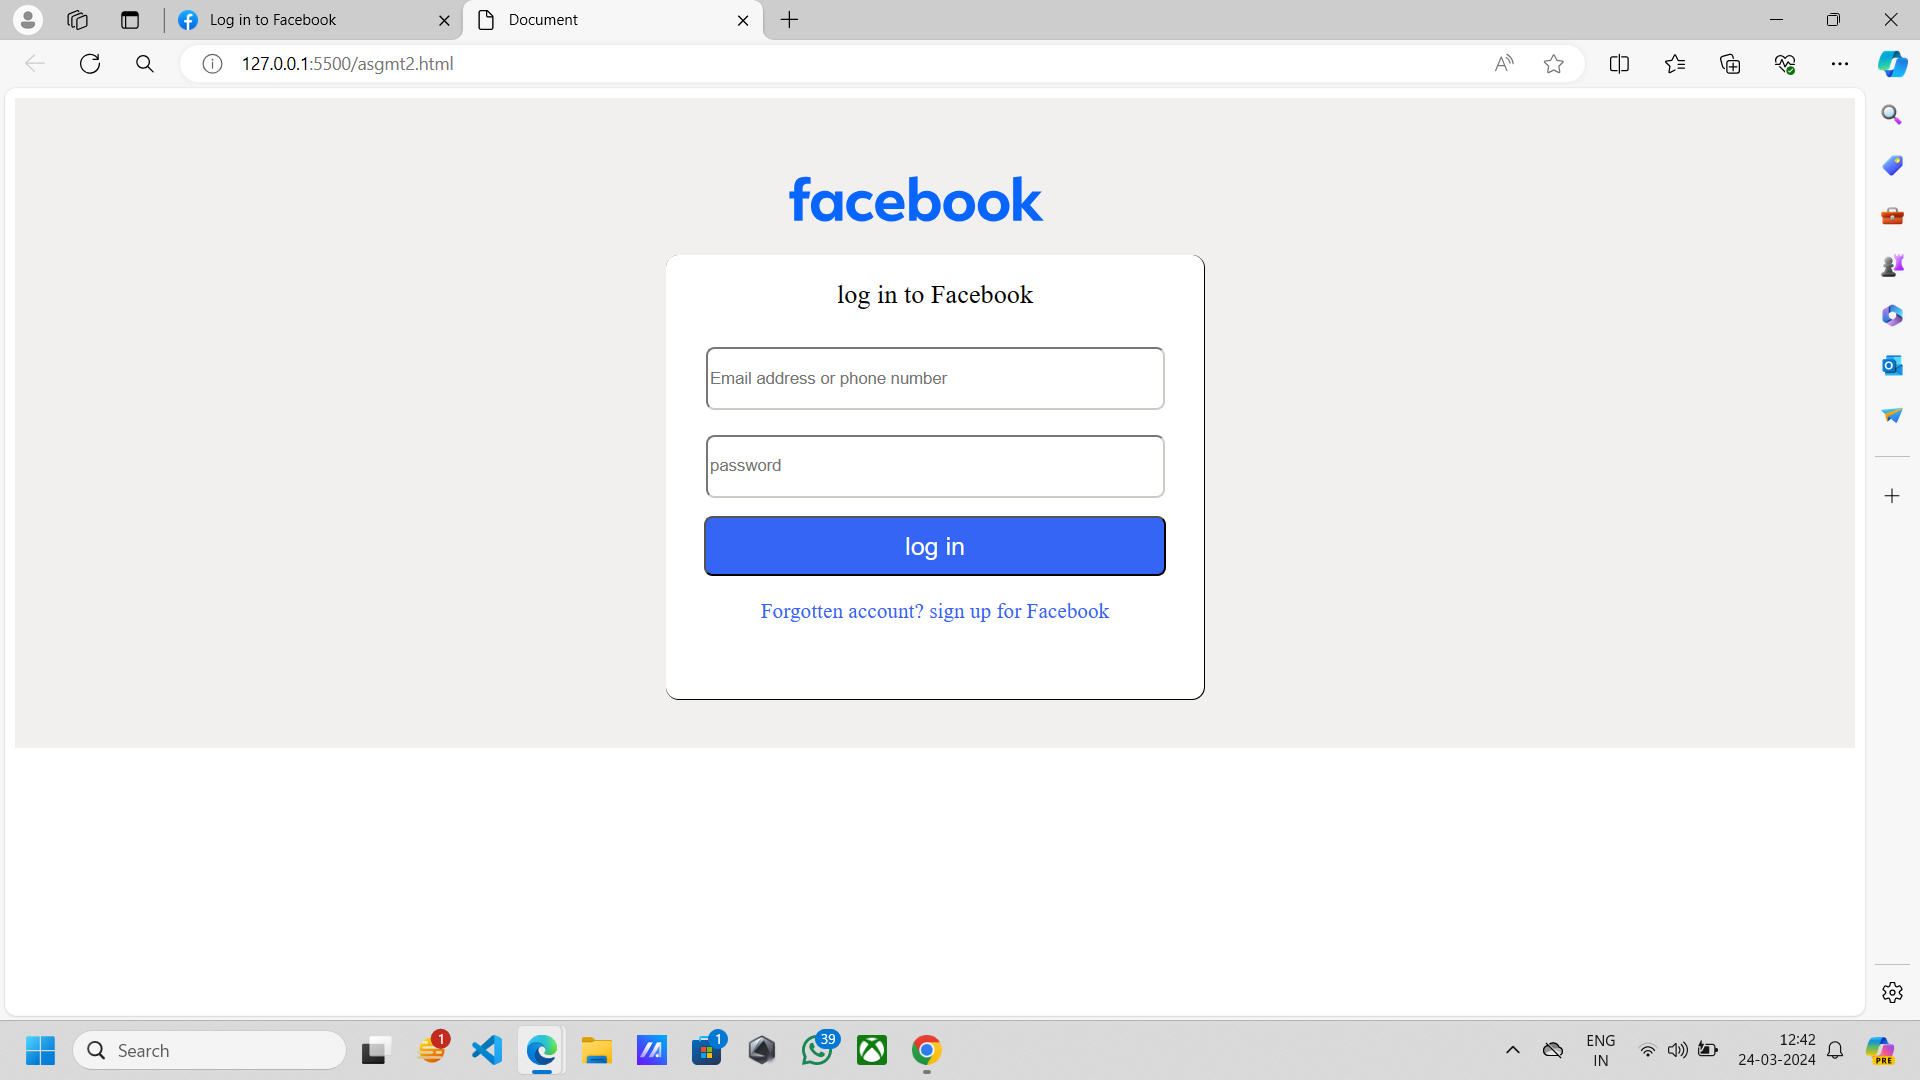 Log in to Facebook
Document
127.0.0.1:5500/asgmt2.html
facebook
log in to Facebook
Email address or phone number
password
log in
Forgotten account? sign up for Facebook
Search
1
1
39
ENG
IN
12:42
24-03-2024
PRE